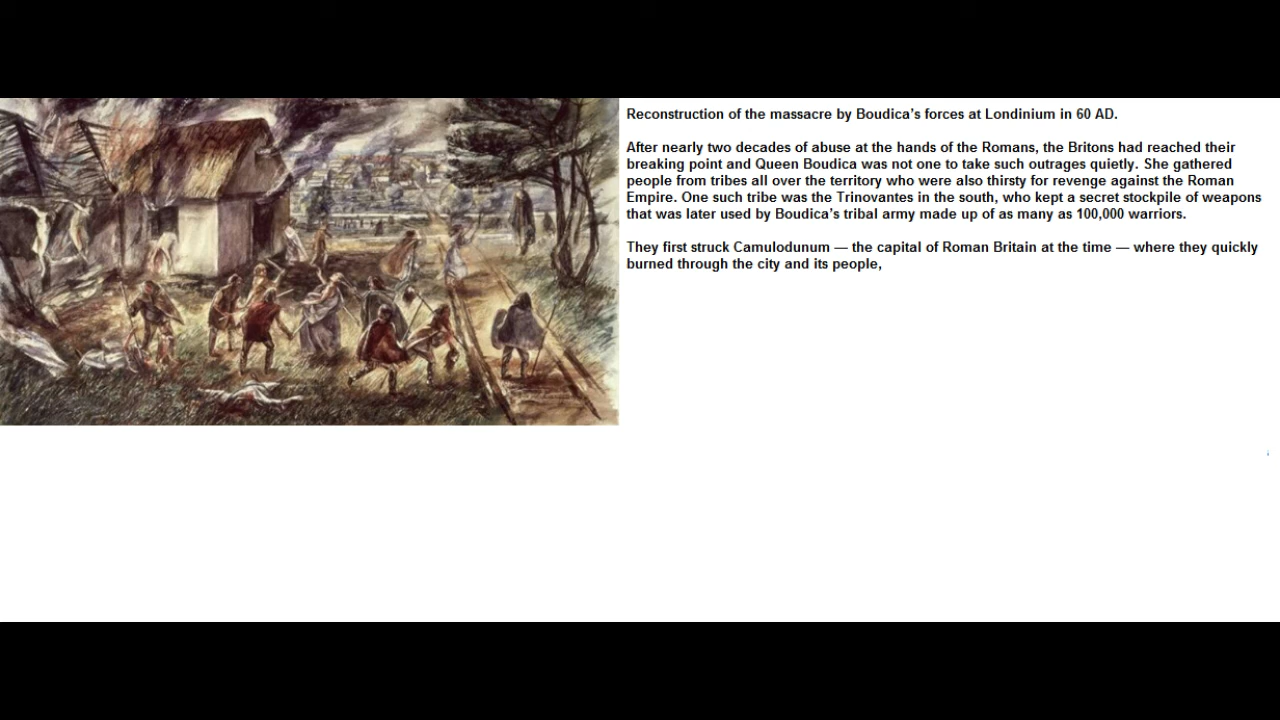 Reconstruction of the massacre by Boudica’s forces at Londinium in 60 AD.
After nearly two decades of abuse at the hands of the Romans, the Britons had reached their
breaking point and Queen Boudica was not one to take such outrages quietly. She gathered
people from tribes all over the territory who were also thirsty for revenge against the Roman
Empire. One such tribe was the Trinovantes in the south, who kept a secret stockpile of weapons
that was later used by Boudica’s tribal army made up of as many as 100,000 warriors.
They first struck Camulodunum — the capital of Roman Britain at the time — where they quickly
burned through the city and its people,